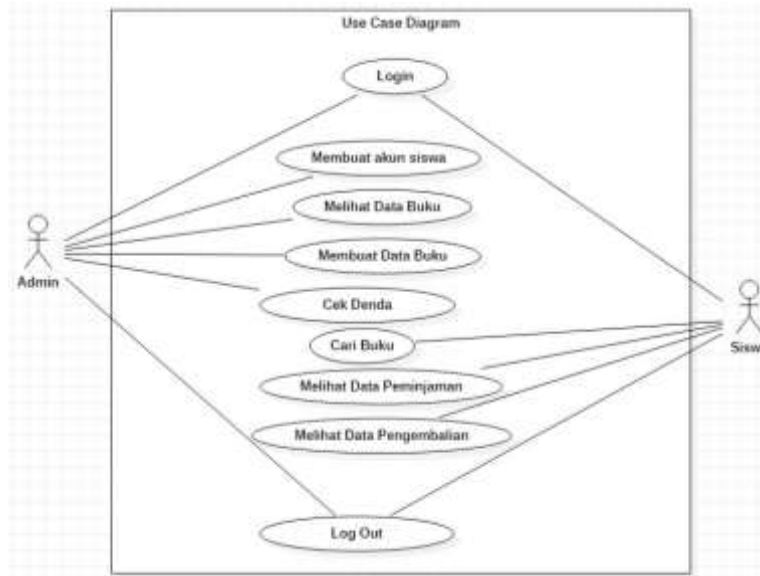 Use Case Diagram
Login
Membuat akun siswa
Melihat Data Buku
Membuat Data Buku
Admin
Cek Denda
Cari Buku
Sisw
Melihat Data Peminjaman
Melihat Data Pengembalian
Log Out